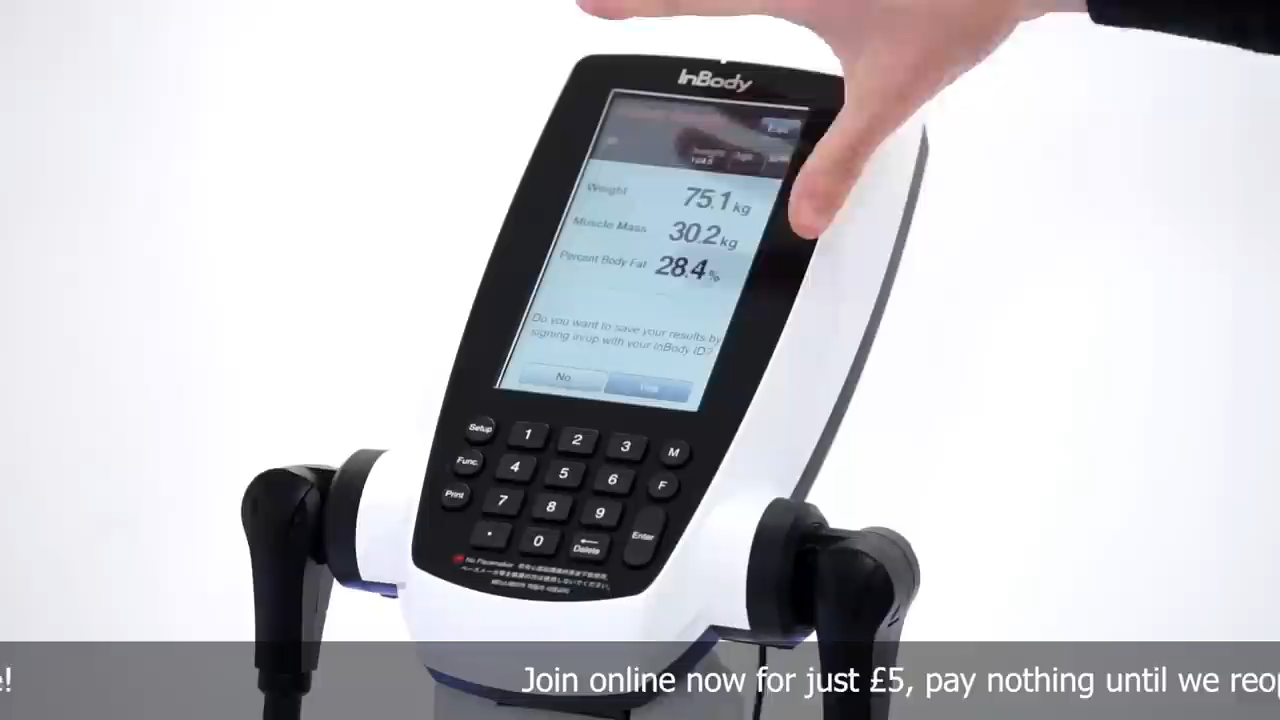 InBody
Weight 75.1 kg
Muscle Mass 30.2 kg
Percent Body Fat 28.4 %
Do you want to save your results by
signing in/up with your InBody ID?
No Yes
Setup 1 2 3 M
Func. 4 5 6 F
Print 7 8 9
. 0 Delete Enter
No Pacemaker
e!
Join online now for just £5, pay nothing until we reop